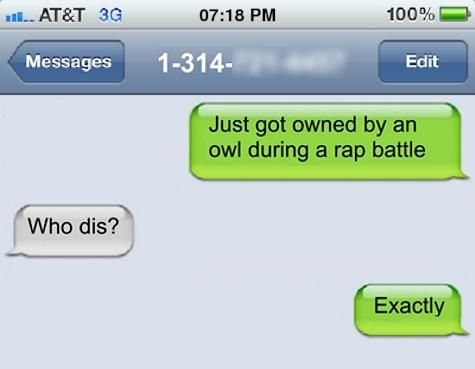 AT&T 3G 07:18 PM 100%
Messages 1-314- Edit
Just got owned by an
owl during a rap battle
Who dis?
Exactly